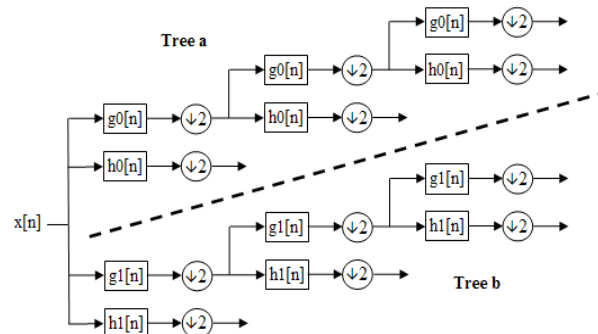 g0[n] ↓2
Tree a
g0[n] ↓2 h0[n] ↓2
g0[n] ↓2 h0[n] ↓2
h0[n] ↓2
g1[n] ↓2
x[n]
g1[n] ↓2 h1[n] ↓2
g1[n] ↓2 h1[n] ↓2 Tree b
h1[n] ↓2